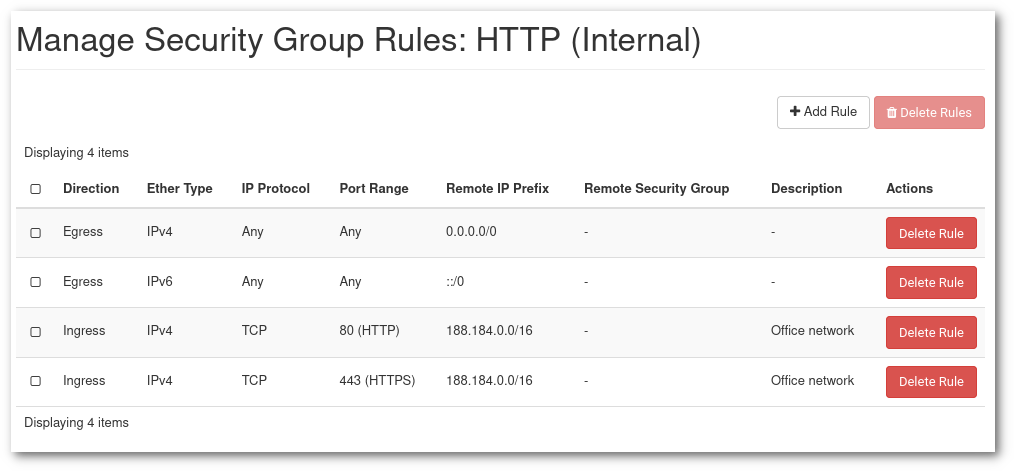 Manage Security Group Rules: HTTP (Internal)
Add Rule Delete Rules
Displaying 4 items
Direction Ether Type IP Protocol Port Range Remote IP Prefix Remote Security Group Description Actions
Egress IPv4 Any Any 0.0.0.0/0 - - Delete Rule
Egress IPv6 Any Any ::/0 - - Delete Rule
Ingress IPv4 TCP 80 (HTTP) 188.184.0.0/16 - Office network Delete Rule
Ingress IPv4 TCP 443 (HTTPS) 188.184.0.0/16 - Office network Delete Rule
Displaying 4 items